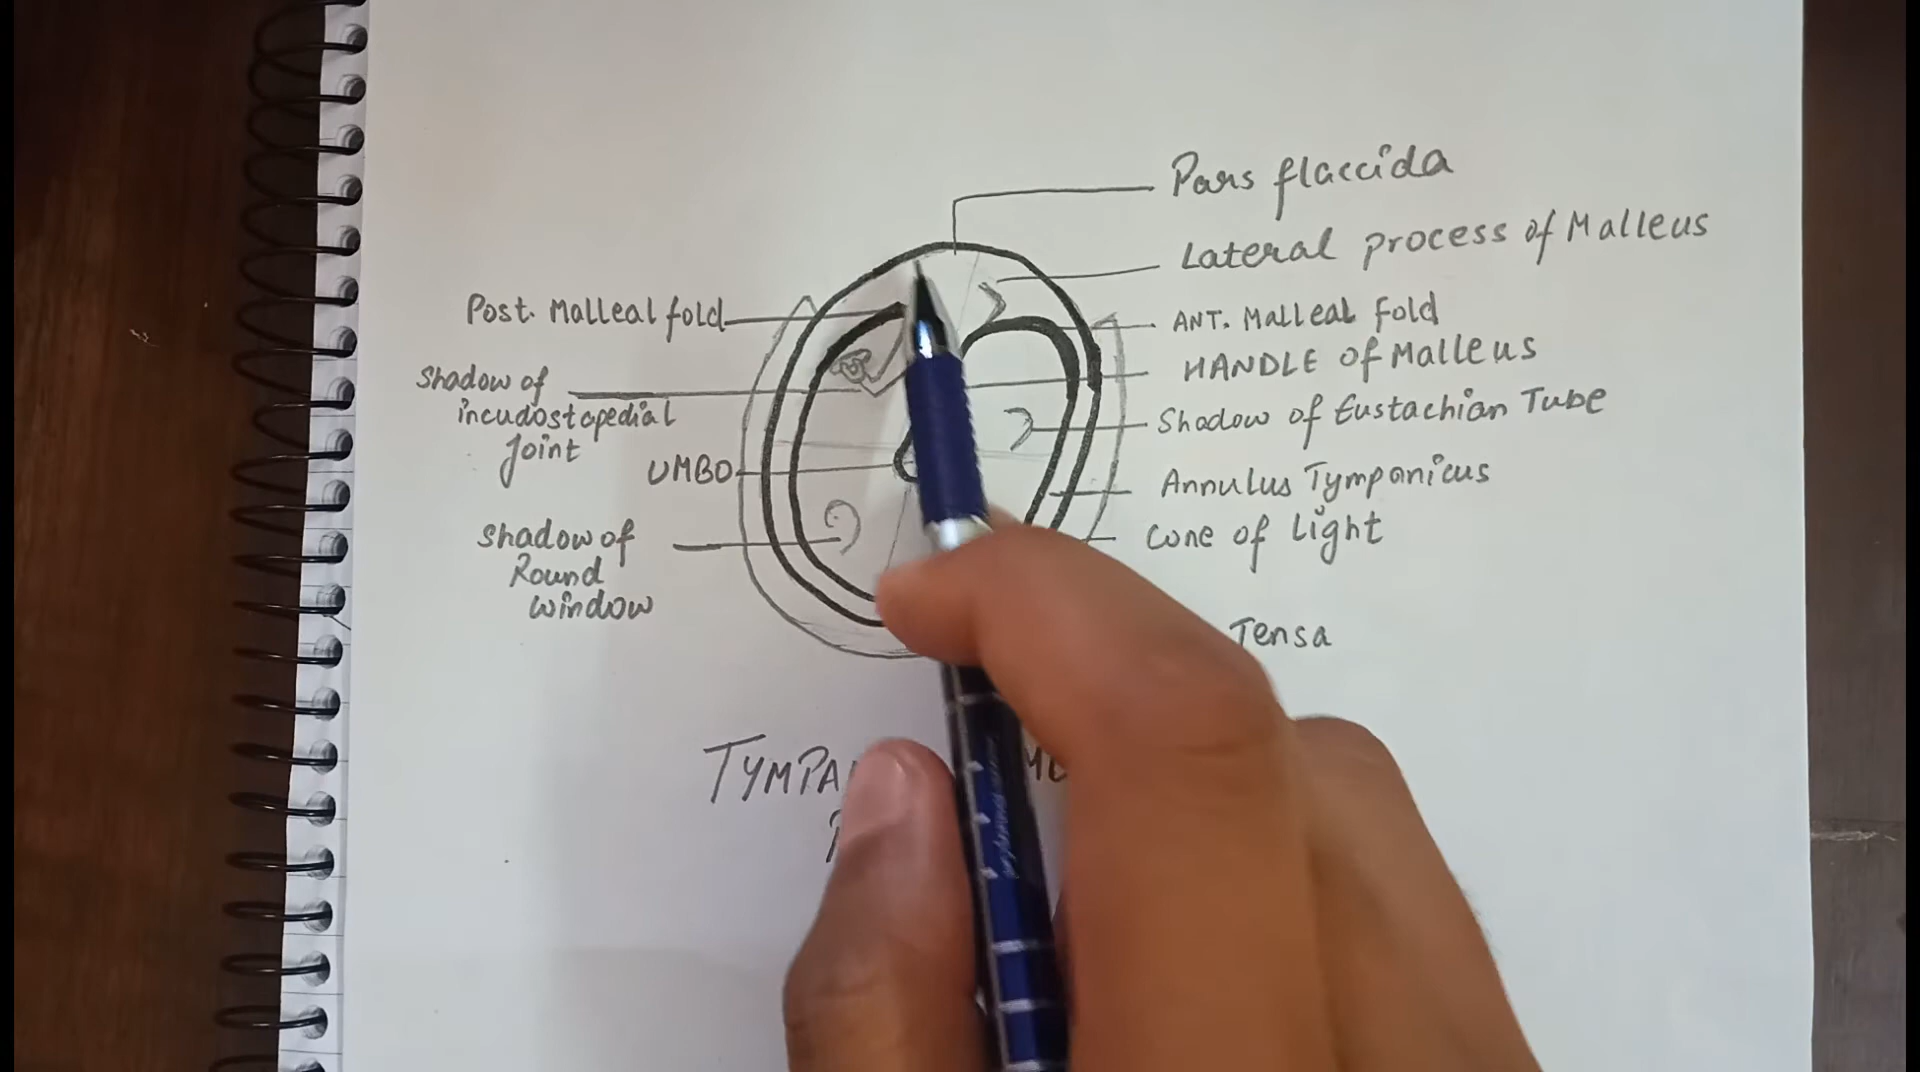 Pars flaccida
Lateral process of Malleus
Post. Malleal fold
ANT. Malleal Fold
HANDLE of Malleus
Shadow of
incudostapedial
Joint
Shadow of Eustachian Tube
UMBO
Annulus Tympanicus
Cone of Light
Shadow of
Round
window
Tensa